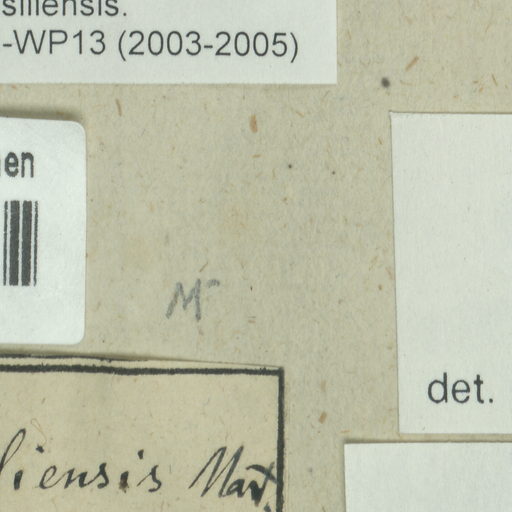 siliensis.
-WP13 (2003-2005)
en
M
det.
liensis Mart.